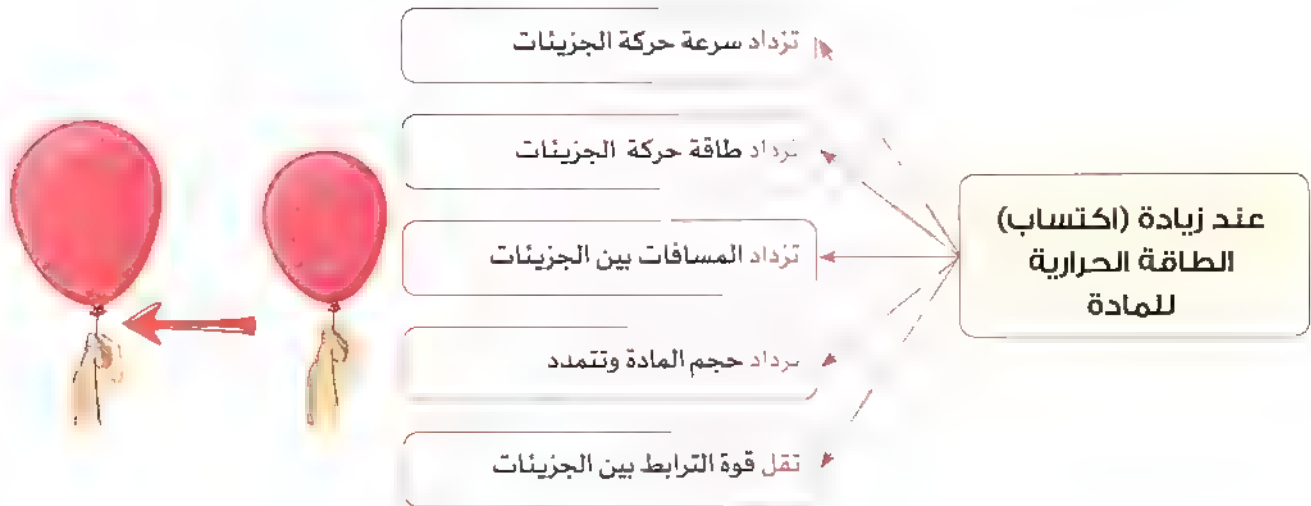 عند زيادة (اكتساب)
الطاقة الحرارية
للمادة
تزداد سرعة حركة الجزيئات
تزداد طاقة حركة الجزيئات
تزداد المسافات بين الجزيئات
يزداد حجم المادة وتتمدد
تقل قوة الترابط بين الجزيئات